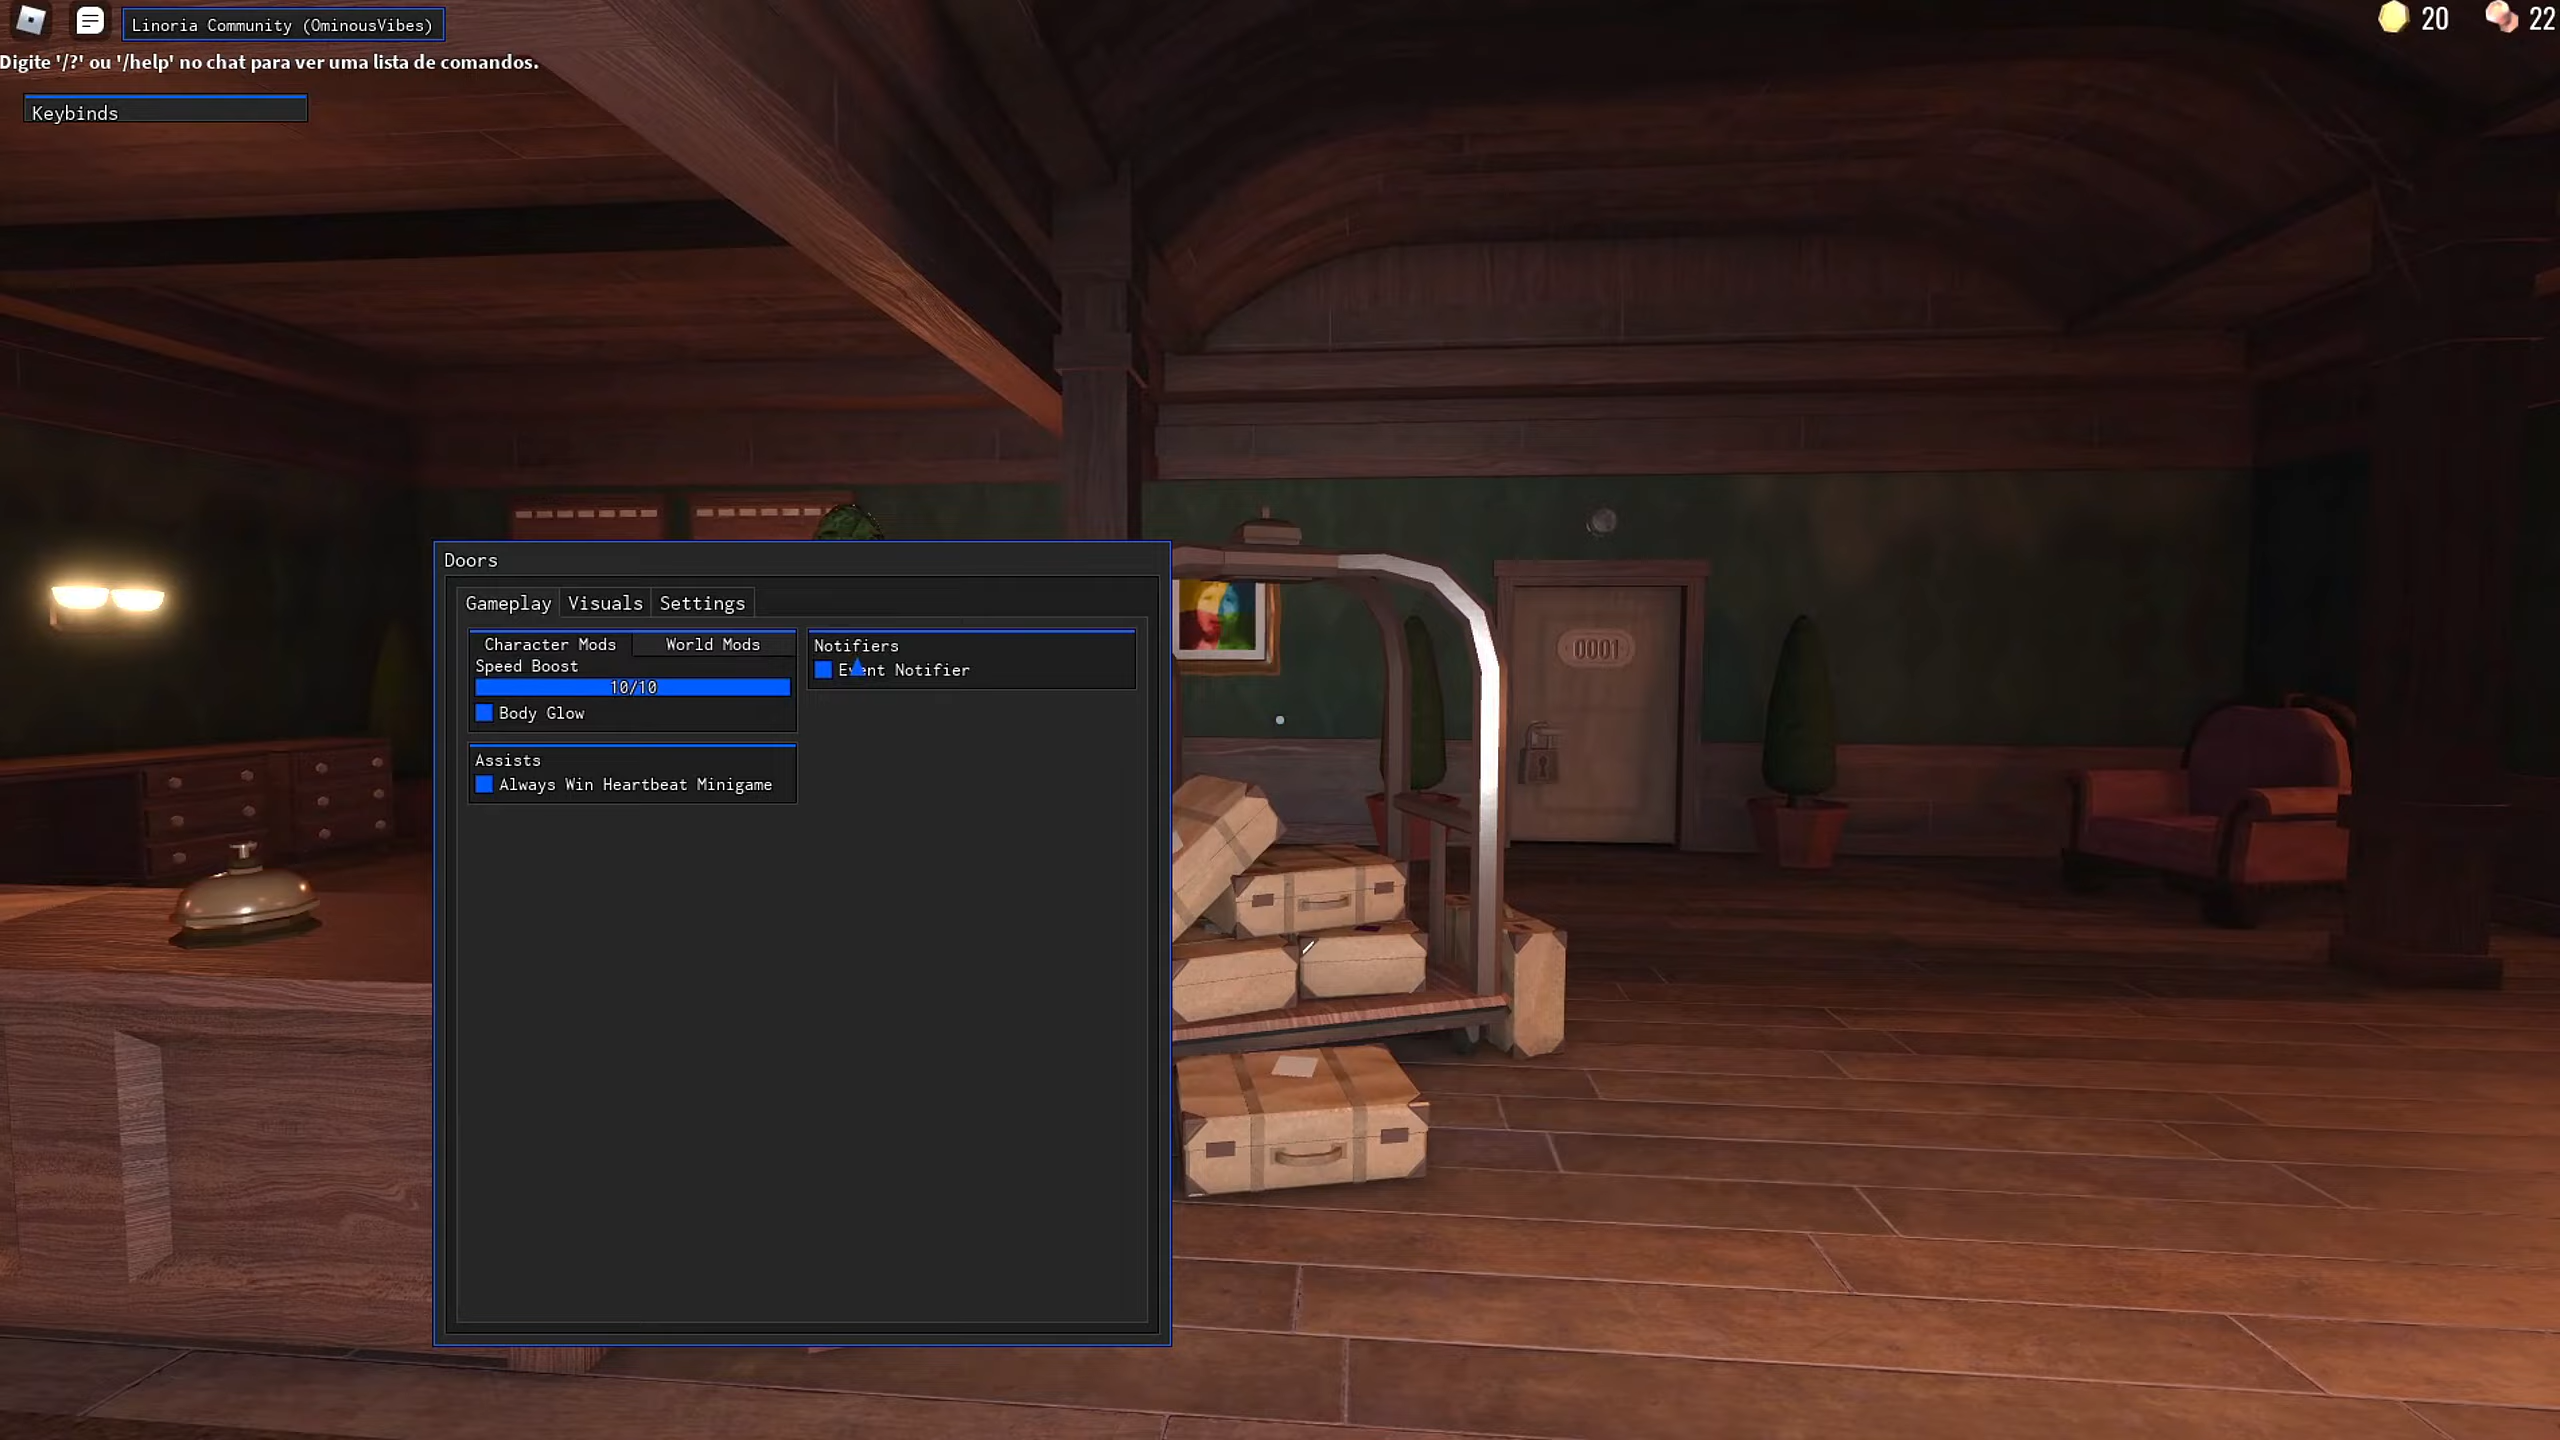 Linoria Community (OminousVibes)
20
22
Digite '/?' ou '/help' no chat para ver uma lista de comandos.
Keybinds
Doors
Gameplay
Visuals
Settings
Character Mods
World Mods
Speed Boost
10/10
Body Glow
Notifiers
Event Notifier
Assists
Always Win Heartbeat Minigame
0001